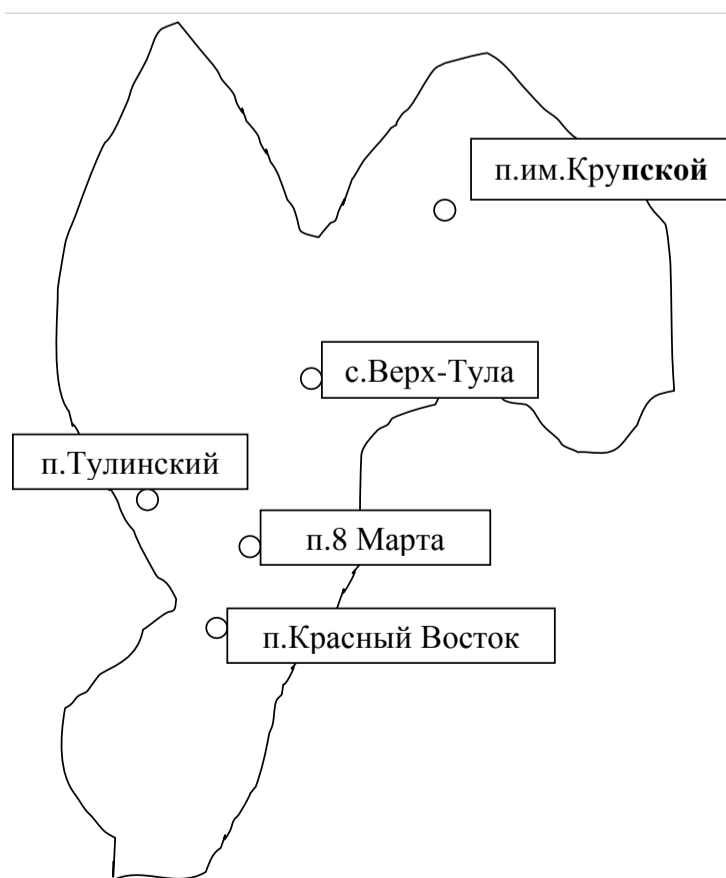 п.им.Крупской
с.Верх-Тула
п.Тулинский
п.8 Марта
п.Красный Восток